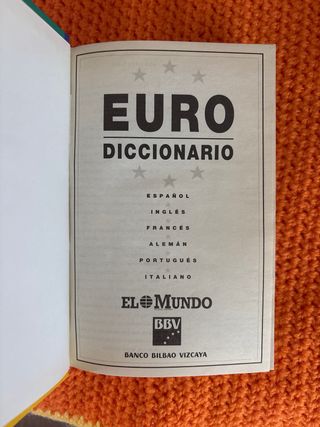 EURO
DICCIONARIO
ESPAÑOL
INGLÉS
FRANCÉS
ALEMÁN
PORTUGUÉS
ITALIANO
EL MUNDO
BBV
BANCO BILBAO VIZCAYA